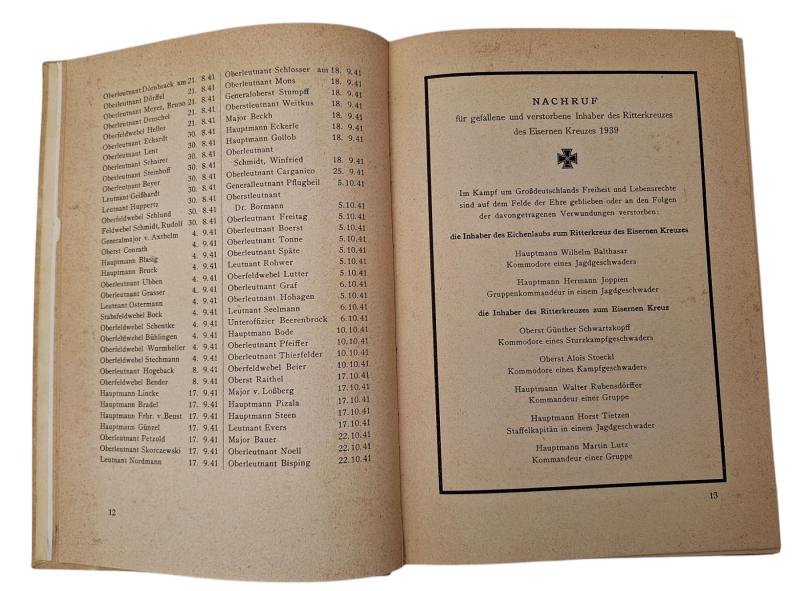 Oberleutnant Dörnbrack am 21. 8.41
Oberleutnant Dörffel 21. 8.41
Oberleutnant Meyer, Bruno 21. 8.41
Oberleutnant Druschel 21. 8.41
Oberfeldwebel Heller 21. 8.41
Oberleutnant Eckardt 30. 8.41
Oberleutnant Lent 30. 8.41
Oberleutnant Schairer 30. 8.41
Oberleutnant Steinhoff 30. 8.41
Oberleutnant Beyer 30. 8.41
Leutnant Geißhardt 30. 8.41
Leutnant Huppertz 30. 8.41
Oberfeldwebel Schlund 30. 8.41
Feldwebel Schmidt, Rudolf 30. 8.41
Generalmajor v. Axthelm 4. 9.41
Oberst Conrath 4. 9.41
Hauptmann Blasig 4. 9.41
Hauptmann Bruck 4. 9.41
Oberleutnant Ubben 4. 9.41
Oberleutnant Grasser 4. 9.41
Leutnant Ostermann 4. 9.41
Stabsfeldwebel Bock 4. 9.41
Oberfeldwebel Schentke 4. 9.41
Oberfeldwebel Bühlingen 4. 9.41
Oberfeldwebel Wurmheller 4. 9.41
Oberfeldwebel Stechmann 4. 9.41
Oberleutnant Hogeback 8. 9.41
Oberfeldwebel Bender 8. 9.41
Hauptmann Lincke 17. 9.41
Hauptmann Bradel 17. 9.41
Hauptmann Frhr. v. Beust 17. 9.41
Hauptmann Günzel 17. 9.41
Oberleutnant Petzold 17. 9.41
Oberleutnant Skorczewski 17. 9.41
Leutnant Nordmann 17. 9.41
Oberleutnant Schlosser am 18. 9.41
Oberleutnant Mons 18. 9.41
Generaloberst Stumpff 18. 9.41
Oberstleutnant Weitkus 18. 9.41
Major Beckh 18. 9.41
Hauptmann Eckerle 18. 9.41
Hauptmann Gollob 18. 9.41
Oberleutnant
Schmidt, Winfried 18. 9.41
Oberleutnant Carganico 25. 9.41
Generalleutnant Pflugbeil 5.10.41
Oberstleutnant
Dr. Bormann 5.10.41
Oberleutnant Freitag 5.10.41
Oberleutnant Boerst 5.10.41
Oberleutnant Tonne 5.10.41
Oberleutnant Späte 5.10.41
Leutnant Rohwer 5.10.41
Oberfeldwebel Lutter 5.10.41
Oberleutnant Graf 6.10.41
Oberleutnant Hohagen 5.10.41
Leutnant Seelmann 6.10.41
Unteroffizier Beerenbrock 6.10.41
Hauptmann Bode 10.10.41
Oberleutnant Pfeiffer 10.10.41
Oberleutnant Thierfelder 10.10.41
Oberfeldwebel Beier 10.10.41
Oberst Raithel 17.10.41
Major v. Loßberg 17.10.41
Hauptmann Pizala 17.10.41
Hauptmann Steen 17.10.41
Leutnant Evers 17.10.41
Major Bauer 22.10.41
Oberleutnant Noell 22.10.41
Oberleutnant Bisping 22.10.41
12
NACHRUF
für gefallene und verstorbene Inhaber des Ritterkreuzes
des Eisernen Kreuzes 1939
Im Kampf um Großdeutschlands Freiheit und Lebensrechte
sind auf dem Felde der Ehre geblieben oder an den Folgen
der davongetragenen Verwundungen verstorben:
die Inhaber des Eichenlaubs zum Ritterkreuz des Eisernen Kreuzes
Hauptmann Wilhelm Balthasar
Kommodore eines Jagdgeschwaders
Hauptmann Hermann Joppien
Gruppenkommandeur in einem Jagdgeschwader
die Inhaber des Ritterkreuzes zum Eisernen Kreuz
Oberst Günther Schwartzkopff
Kommodore eines Sturzkampfgeschwaders
Oberst Alois Stoeckl
Kommodore eines Kampfgeschwaders
Hauptmann Walter Rubensdörffer
Kommandeur einer Gruppe
Hauptmann Horst Tietzen
Staffelkapitän in einem Jagdgeschwader
Hauptmann Martin Lutz
Kommandeur einer Gruppe
13